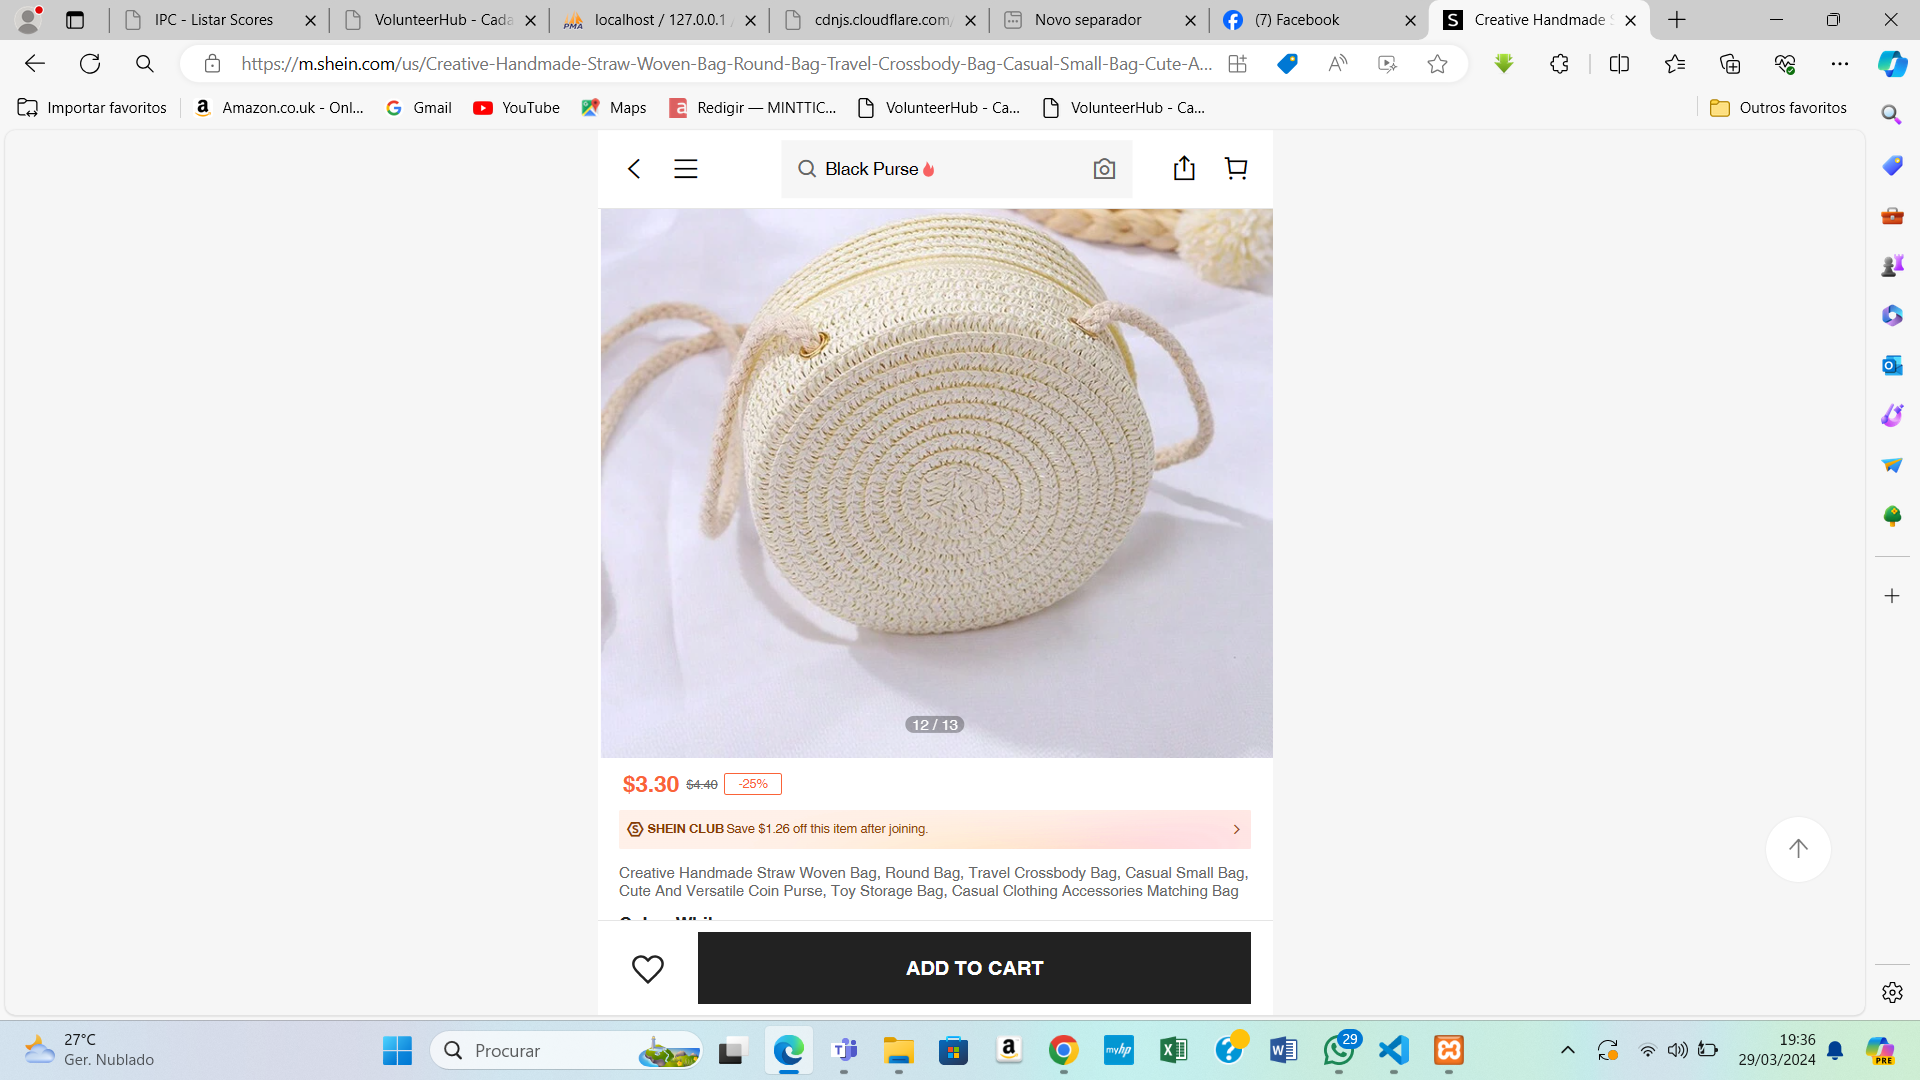 IPC - Listar Scores
VolunteerHub - Cada
localhost / 127.0.0.1 /
cdnjs.cloudflare.com/
Novo separador
(7) Facebook
Creative Handmade S
https://m.shein.com/us/Creative-Handmade-Straw-Woven-Bag-Round-Bag-Travel-Crossbody-Bag-Casual-Small-Bag-Cute-A...
Importar favoritos
Amazon.co.uk - Onl...
Gmail
YouTube
Maps
Redigir — MINTTIC...
VolunteerHub - Ca...
VolunteerHub - Ca...
Outros favoritos
Black Purse
12 / 13
$3.30 $4.40 -25%
SHEIN CLUB Save $1.26 off this item after joining.
Creative Handmade Straw Woven Bag, Round Bag, Travel Crossbody Bag, Casual Small Bag,
Cute And Versatile Coin Purse, Toy Storage Bag, Casual Clothing Accessories Matching Bag
ADD TO CART
27°C
Ger. Nublado
Procurar
29
19:36
29/03/2024